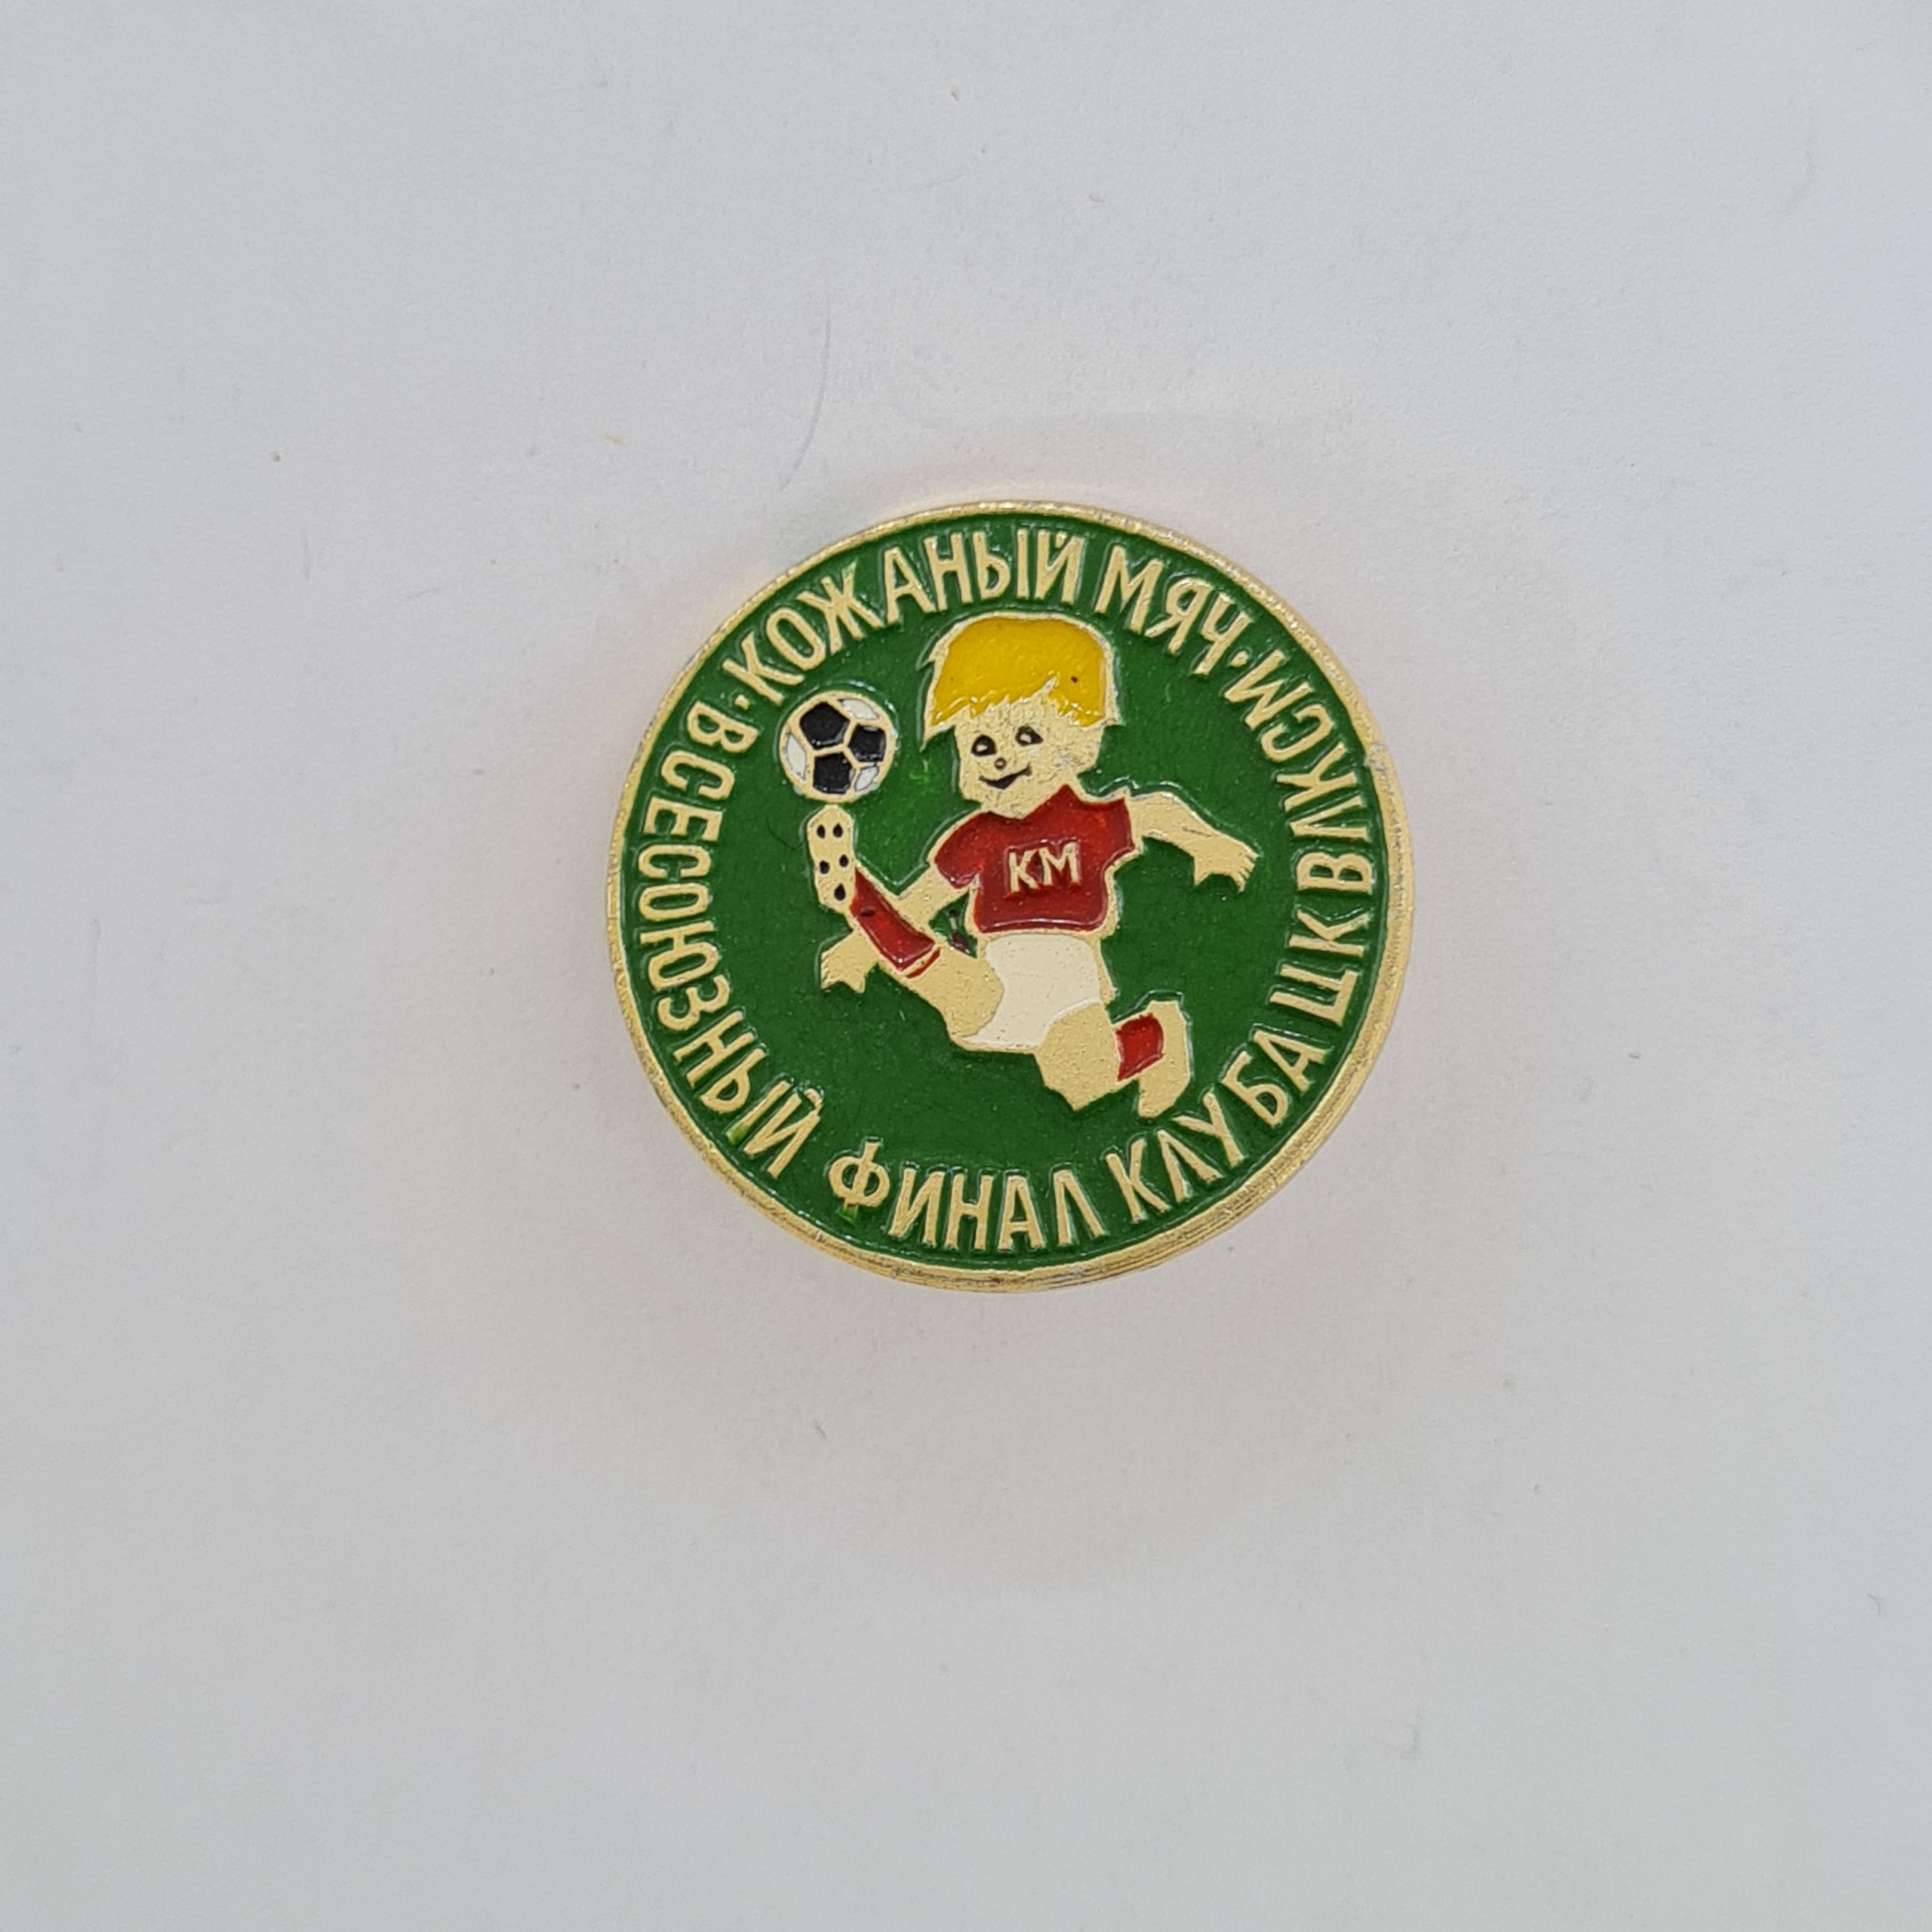 КОЖАНЫЙ МЯЧ
ВСЕСОЮЗНЫЙ ФИНАЛ КЛУБА ЦК ВЛКСМ
КМ